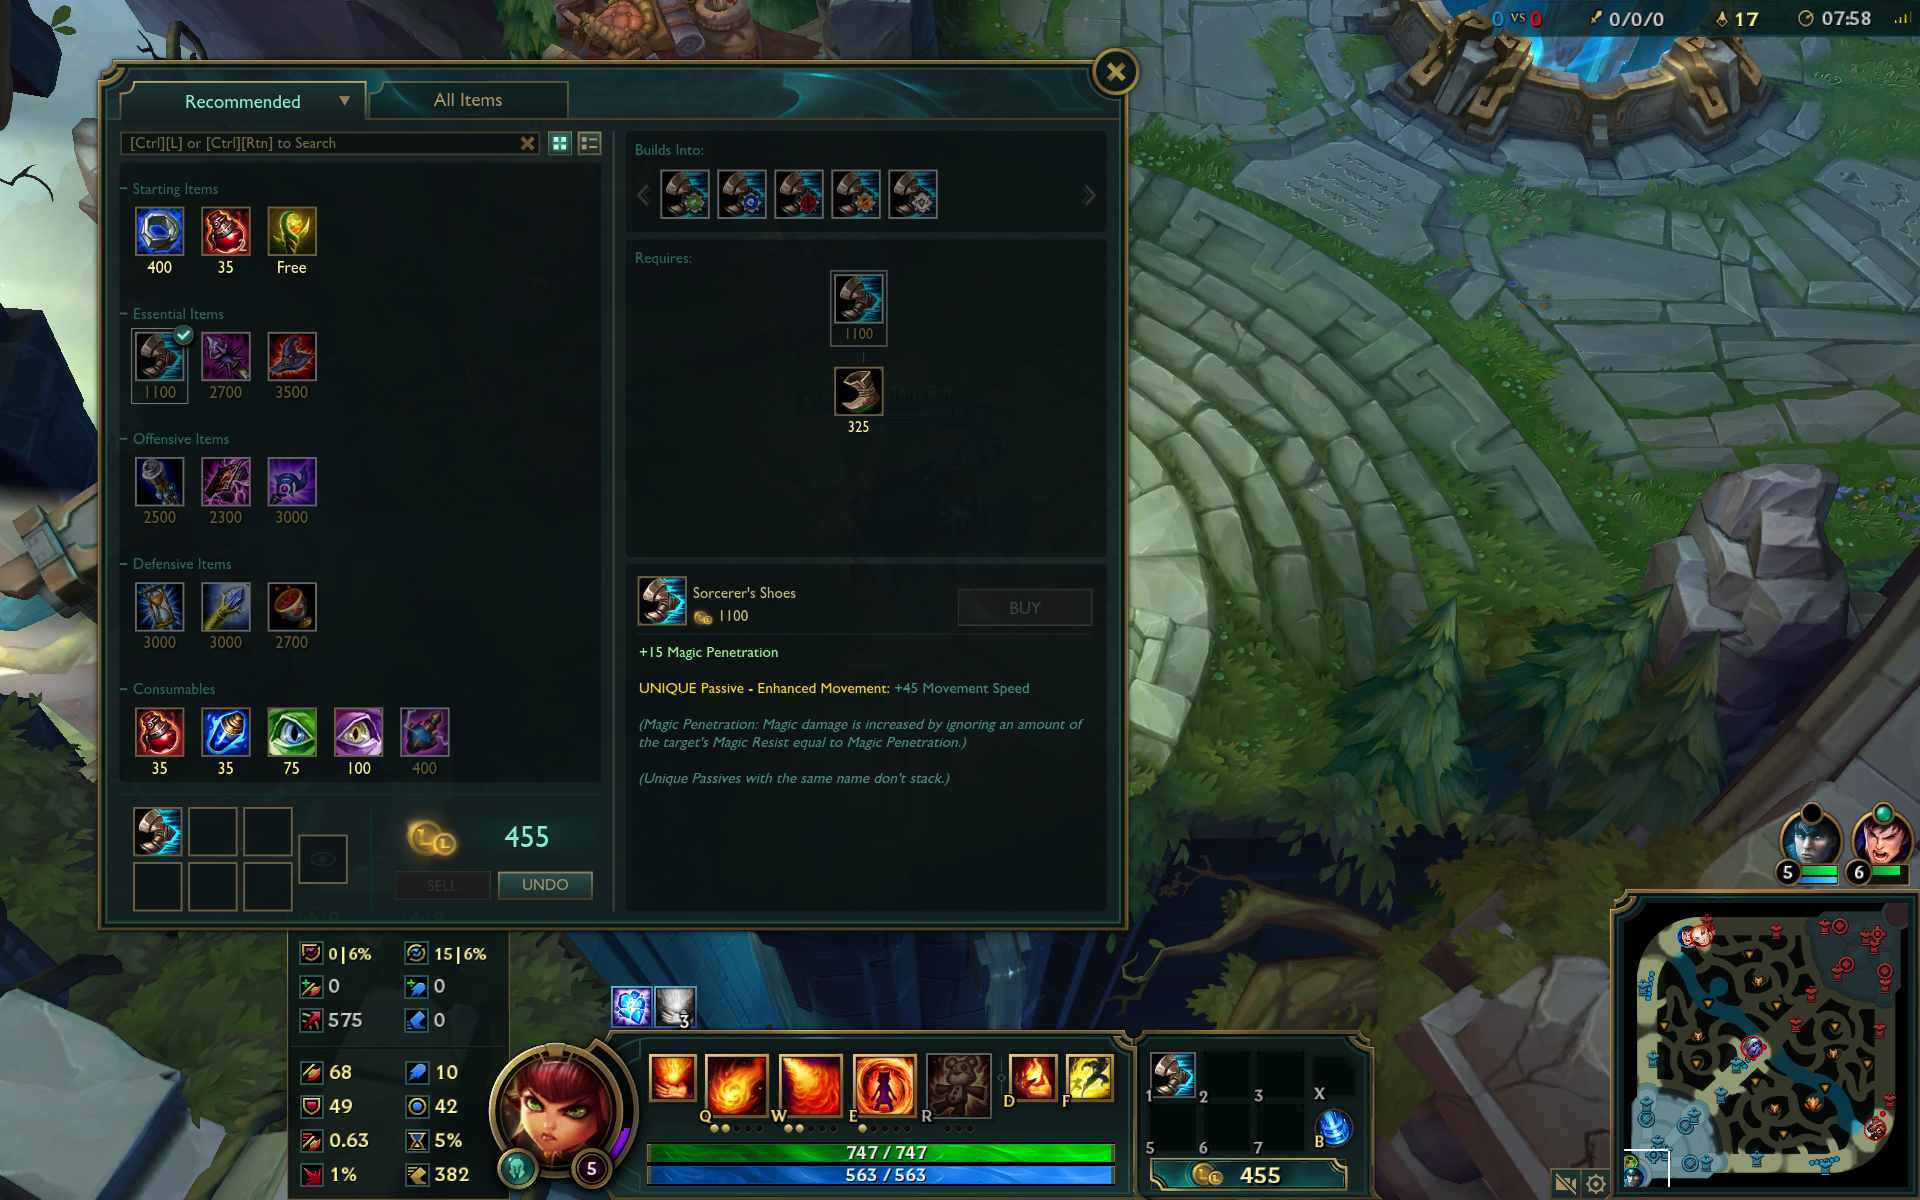 0 VS 0
0/0/0
17
07:58
Recommended
All Items
[Ctrl][L] or [Ctrl][Rtn] to Search
Starting Items
2
400
35
Free
Essential Items
1100
2700
3500
Offensive Items
2500
2300
3000
Defensive Items
3000
3000
2700
Consumables
35
35
75
100
400
455
SELL
UNDO
Builds Into:
Requires:
1100
325
Sorcerer's Shoes
1100
BUY
+15 Magic Penetration
UNIQUE Passive - Enhanced Movement: +45 Movement Speed
(Magic Penetration: Magic damage is increased by ignoring an amount of
the target's Magic Resist equal to Magic Penetration.)
(Unique Passives with the same name don't stack.)
5
6
0|6%
15|6%
0
0
575
0
68
10
49
42
0.63
5%
1%
382
3
5
Q
W
E
R
D
F
747 / 747
563 / 563
1
2
3
X
5
6
7
B
455